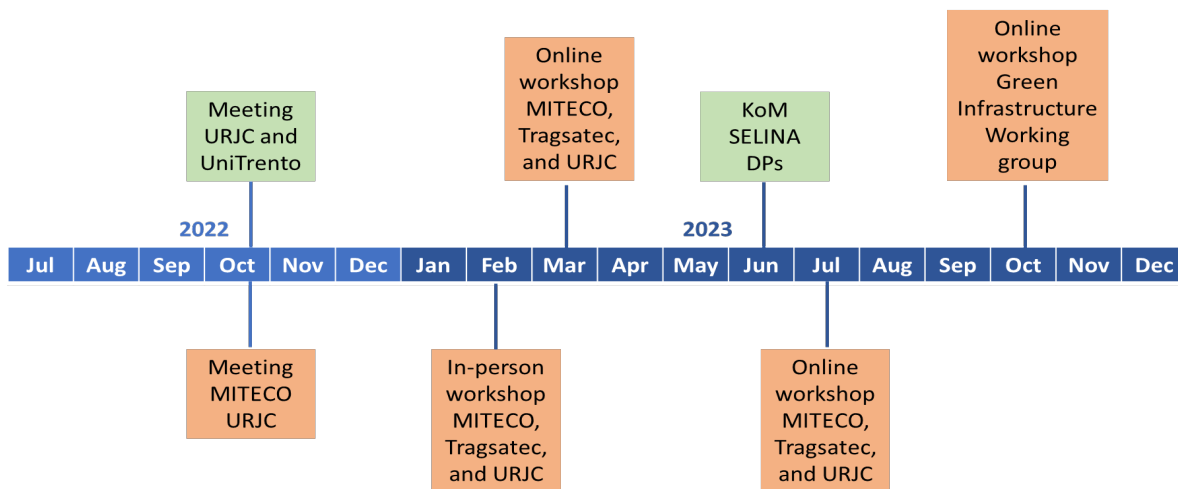 Meeting
URJC and
UniTrento
Online
workshop
MITECO,
Tragsatec,
and URJC
KoM
SELINA
DPs
Online
workshop
Green
Infrastructure
Working
group
2022
2023
Jul Aug Sep Oct Nov Dec Jan Feb Mar Apr May Jun Jul Aug Sep Oct Nov Dec
Meeting
MITECO
URJC
In-person
workshop
MITECO,
Tragsatec,
and URJC
Online
workshop
MITECO,
Tragsatec,
and URJC